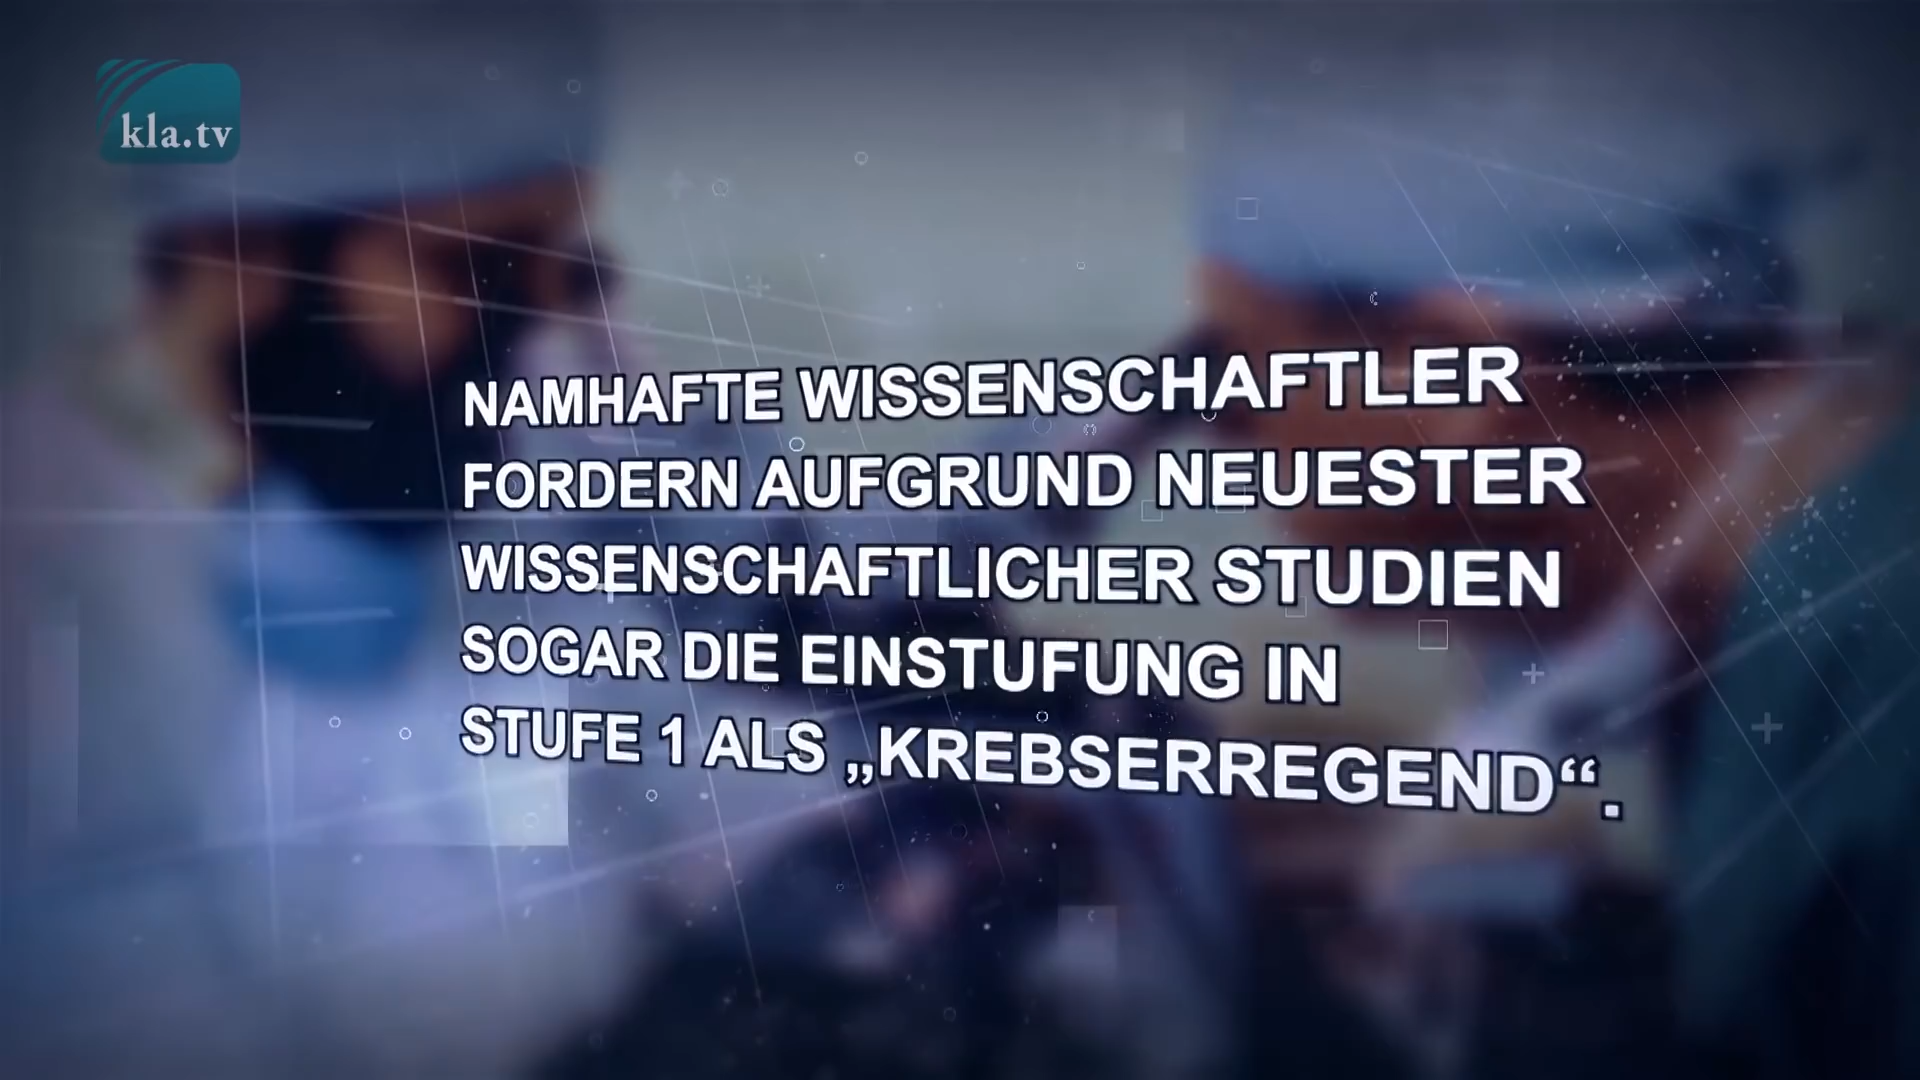 kla.tv
NAMHAFTE WISSENSCHAFTLER
FORDERN AUFGRUND NEUESTER
WISSENSCHAFTLICHER STUDIEN
SOGAR DIE EINSTUFUNG IN
STUFE 1 ALS „KREBSERREGEND“.